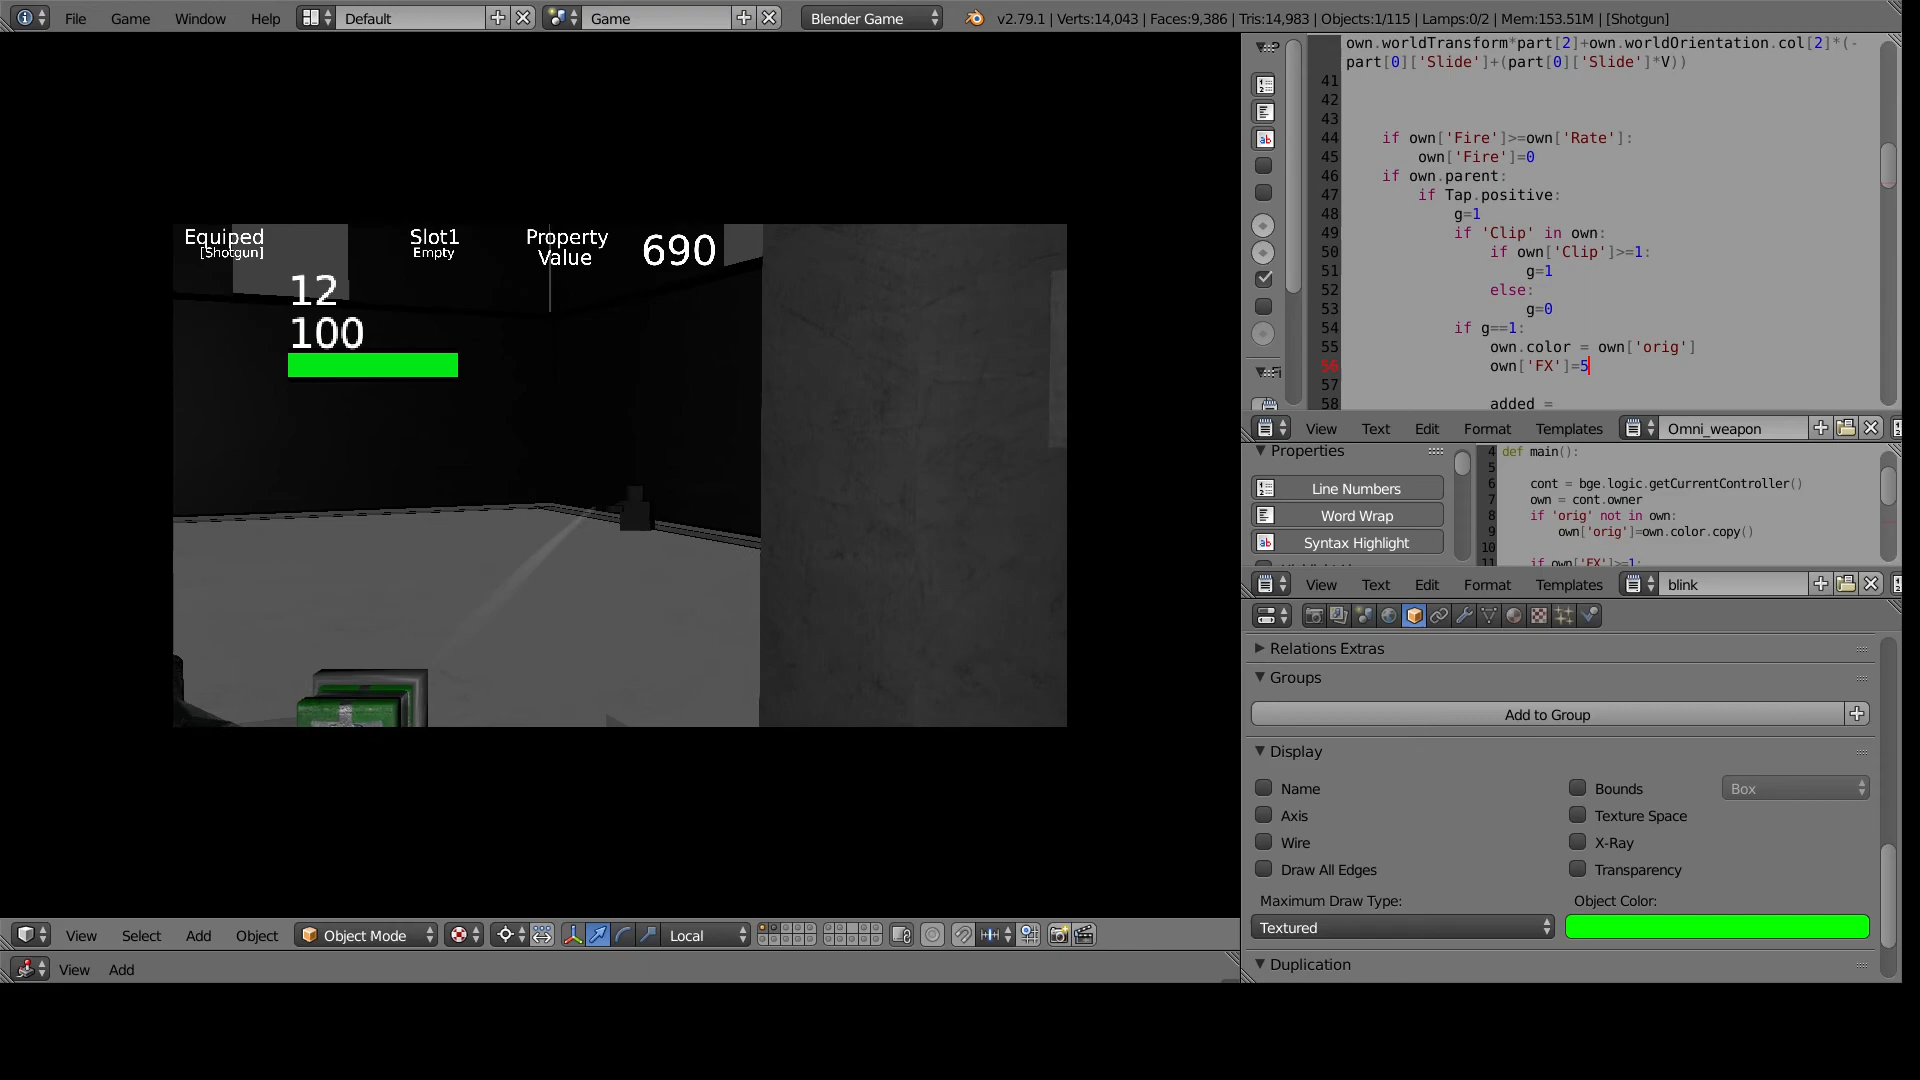 File Game Window Help Default Game Blender Game v2.79.1 | Verts:14,043 | Faces:9,386 | Tris:14,983 | Objects:1/115 | Lamps:0/2 | Mem:153.51M | [Shotgun]
Equiped
[Shotgun]
Slot1
Empty
Property
Value
690
12
100
own.worldTransform*part[2]+own.worldOrientation.col[2]*(-
part[0]['Slide']+(part[0]['Slide']*V))
41
42
43
44 if own['Fire']>=own['Rate']:
45 own['Fire']=0
46 if own.parent:
47 if Tap.positive:
48 g=1
49 if 'Clip' in own:
50 if own['Clip']>=1:
51 g=1
52 else:
53 g=0
54 if g==1:
55 own.color = own['orig']
56 own['FX']=5
57
58 added =
View Text Edit Format Templates Omni_weapon
Properties
Line Numbers
Word Wrap
Syntax Highlight
4 def main():
5
6 cont = bge.logic.getCurrentController()
7 own = cont.owner
8 if 'orig' not in own:
9 own['orig']=own.color.copy()
10
11 if own['FX']>=1:
View Text Edit Format Templates blink
Relations Extras
Groups
Add to Group
Display
Name Bounds Box
Axis Texture Space
Wire X-Ray
Draw All Edges Transparency
Maximum Draw Type: Object Color:
Textured
Duplication
View Select Add Object Object Mode Local
View Add